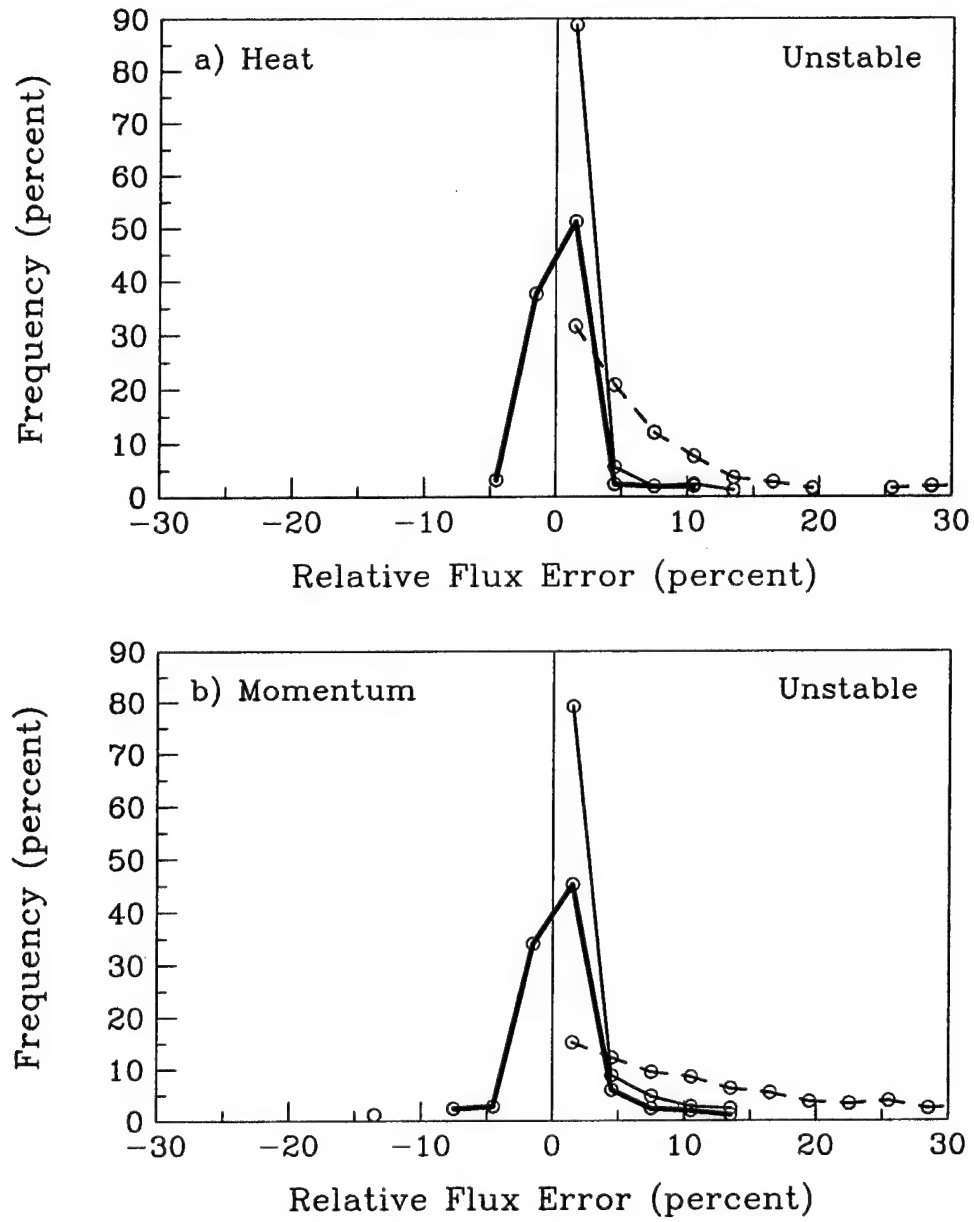 90
80
70
60
50
40
30
20
10
0
a) Heat
Unstable
Frequency (percent)
−30 −20 −10 0 10 20 30
Relative Flux Error (percent)
90
80
70
60
50
40
30
20
10
0
b) Momentum
Unstable
Frequency (percent)
−30 −20 −10 0 10 20 30
Relative Flux Error (percent)